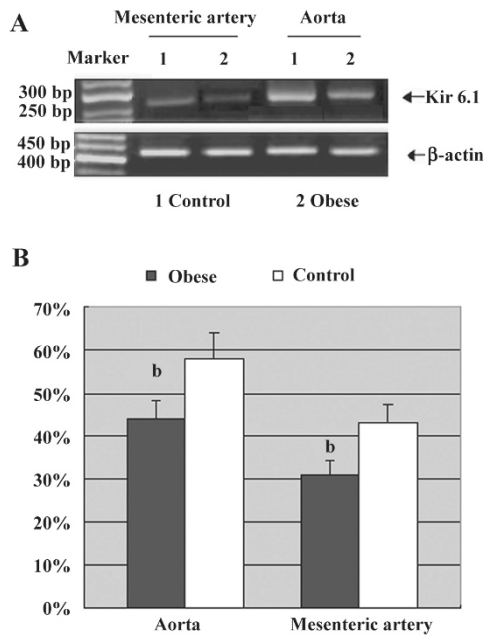 A
Mesenteric artery Aorta
Marker 1 2 1 2
300 bp
250 bp
←Kir 6.1
450 bp
400 bp
←β-actin
1 Control 2 Obese
B
Obese Control
70%
60%
50%
40%
30%
20%
10%
0%
b
b
Aorta Mesenteric artery